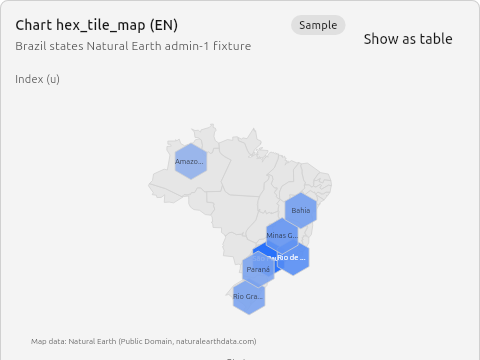 Chart hex_tile_map (EN)
Sample
Show as table
Brazil states Natural Earth admin-1 fixture
Index (u)
Amazo...
Bahia
Minas G...
Rio de ...
Paraná
Rio Gra...
Map data: Natural Earth (Public Domain, naturalearthdata.com)